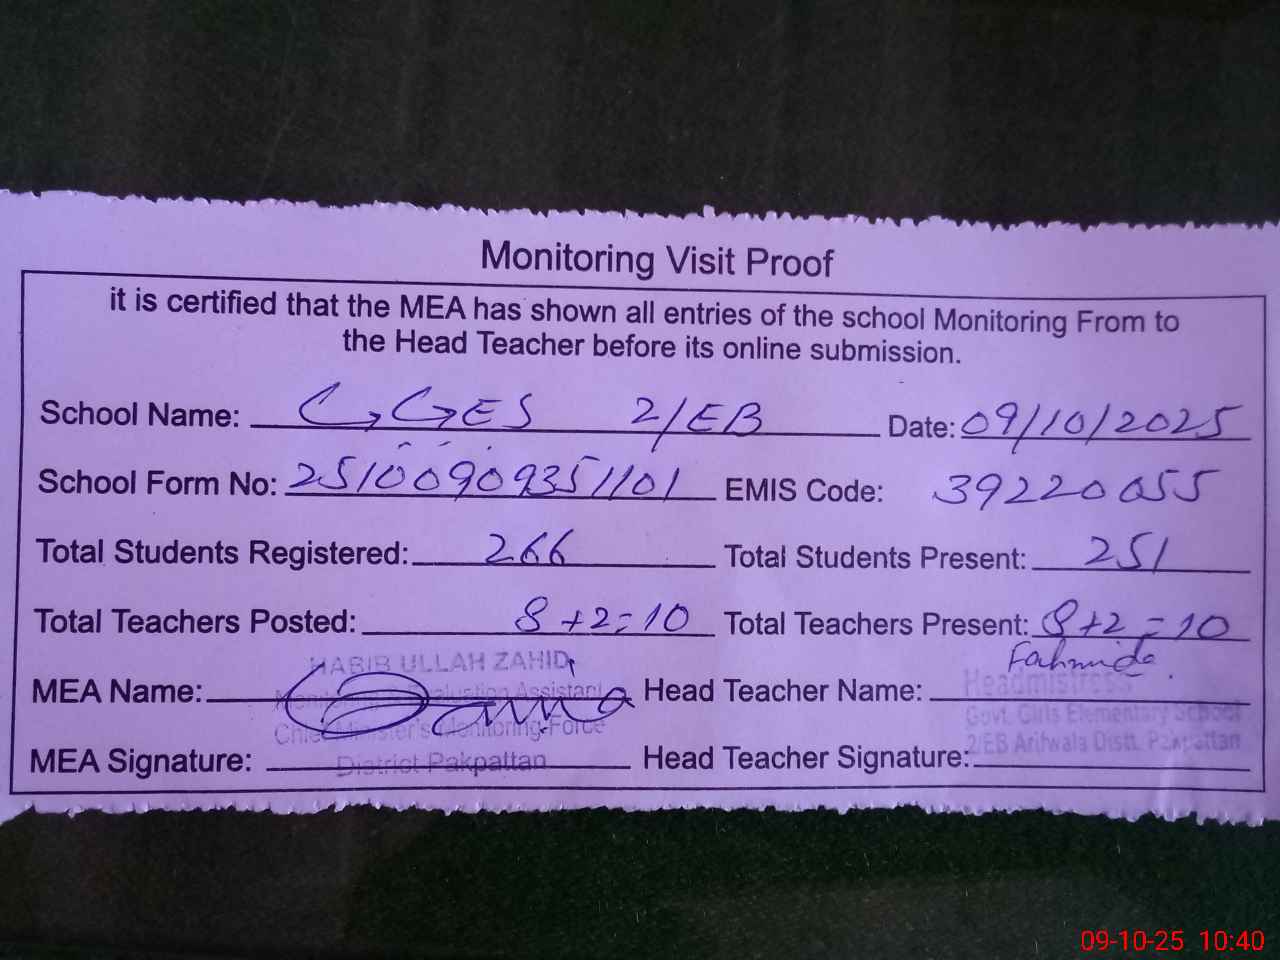 Monitoring Visit Proof
it is certified that the MEA has shown all entries of the school Monitoring From to
the Head Teacher before its online submission.
School Name: GGES 2/EB Date: 09/10/2025
School Form No: 2510090935 1101 EMIS Code: 39220055
Total Students Registered: 266 Total Students Present: 251
Total Teachers Posted: 8+2=10 Total Teachers Present: 8+2=10
HABIB ULLAH ZAHID Fahmida
MEA Name: Monitoring & Evaluation Assistant Head Teacher Name: Headmistress
Chief Minister's Monitoring Force Govt. Girls Elementary School
MEA Signature: District Pakpattan Head Teacher Signature: 2/EB Arifwala Distt. Pakpattan
09-10-25 10:40